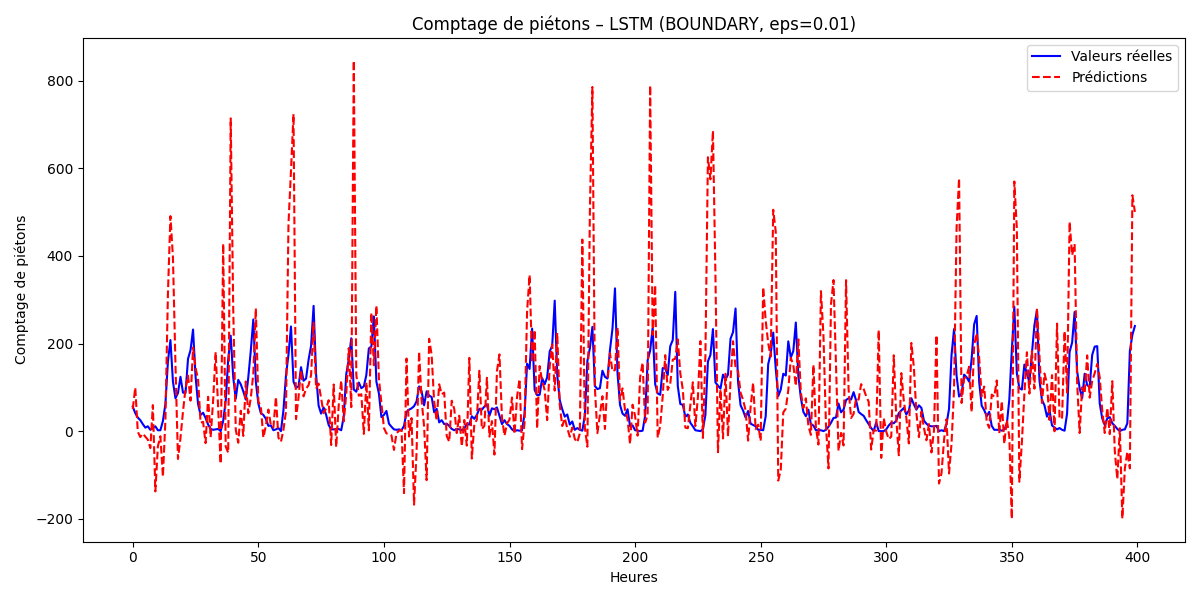 Comptage de piétons – LSTM (BOUNDARY, eps=0.01)
Valeurs réelles
Prédictions
Comptage de piétons
800
600
400
200
0
−200
0 50 100 150 200 250 300 350 400
Heures